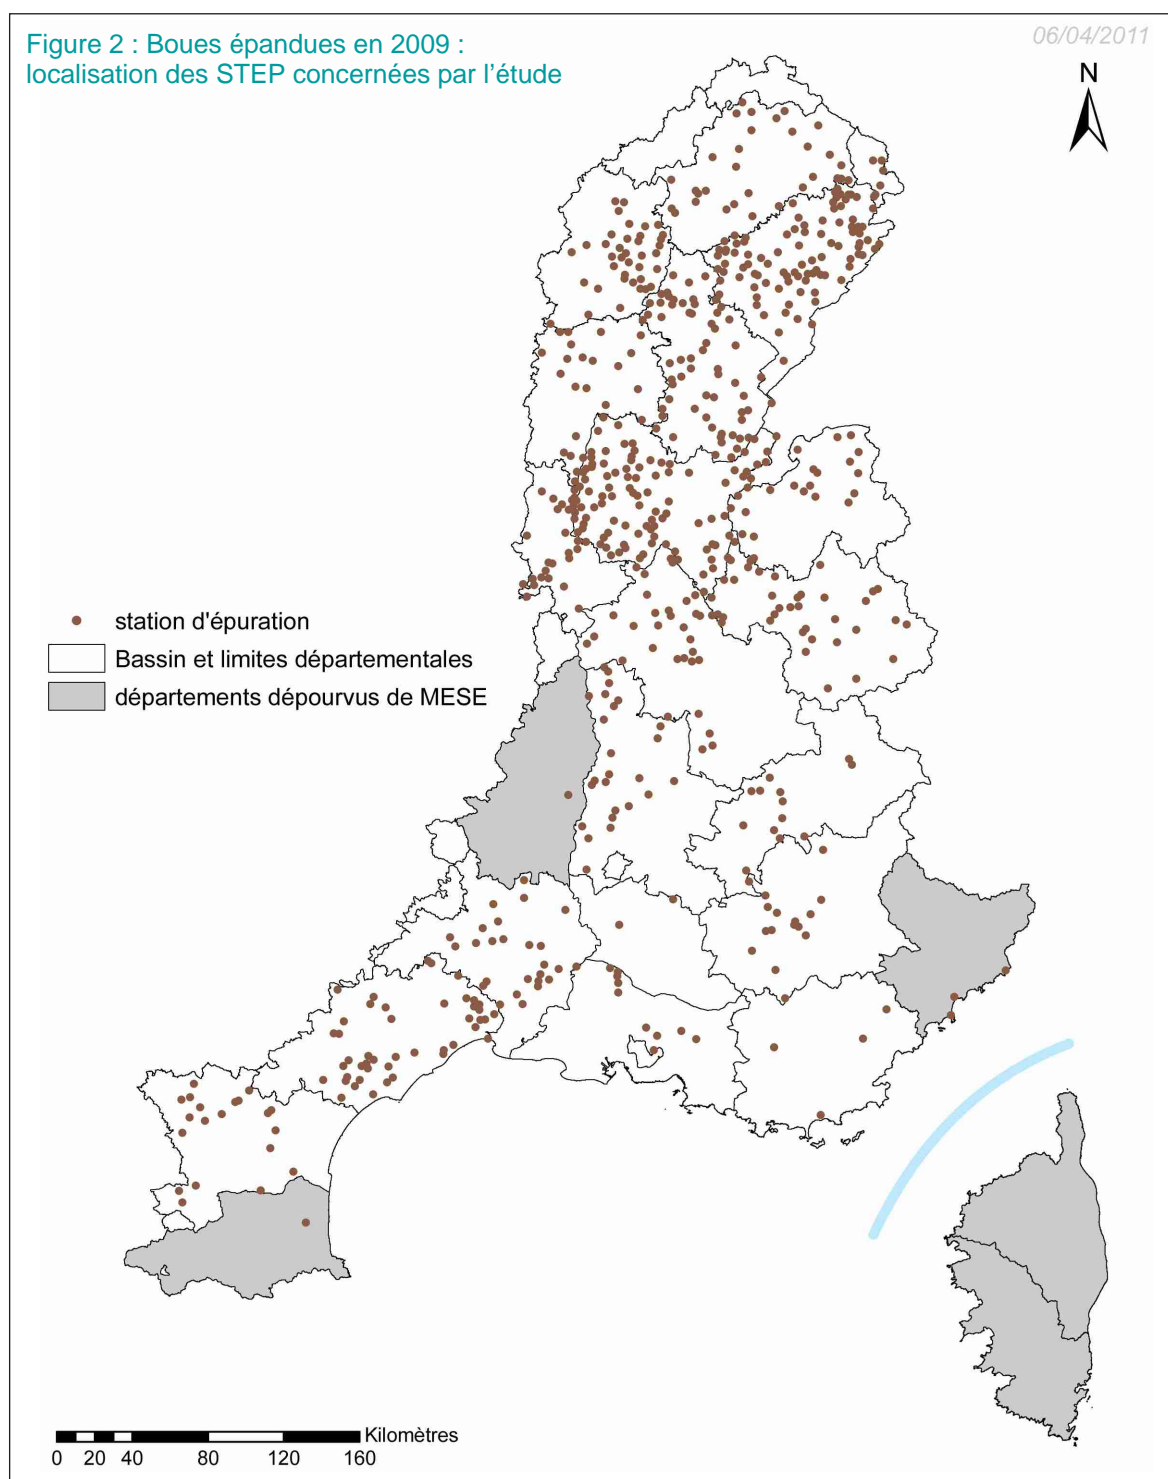 Figure 2 : Boues épandues en 2009 :
localisation des STEP concernées par l'étude
06/04/2011
N
station d'épuration
Bassin et limites départementales
départements dépourvus de MESE
Kilomètres
0 20 40 80 120 160